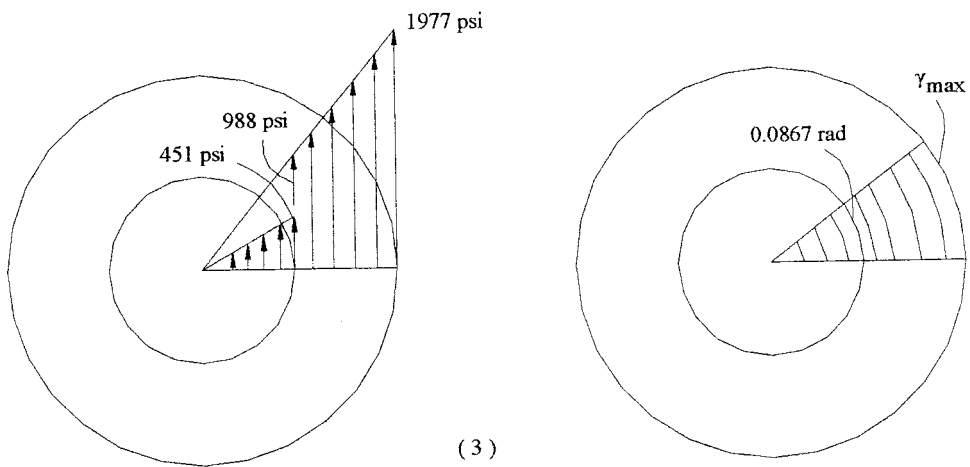 1977 psi
988 psi
451 psi
γmax
0.0867 rad
( 3 )